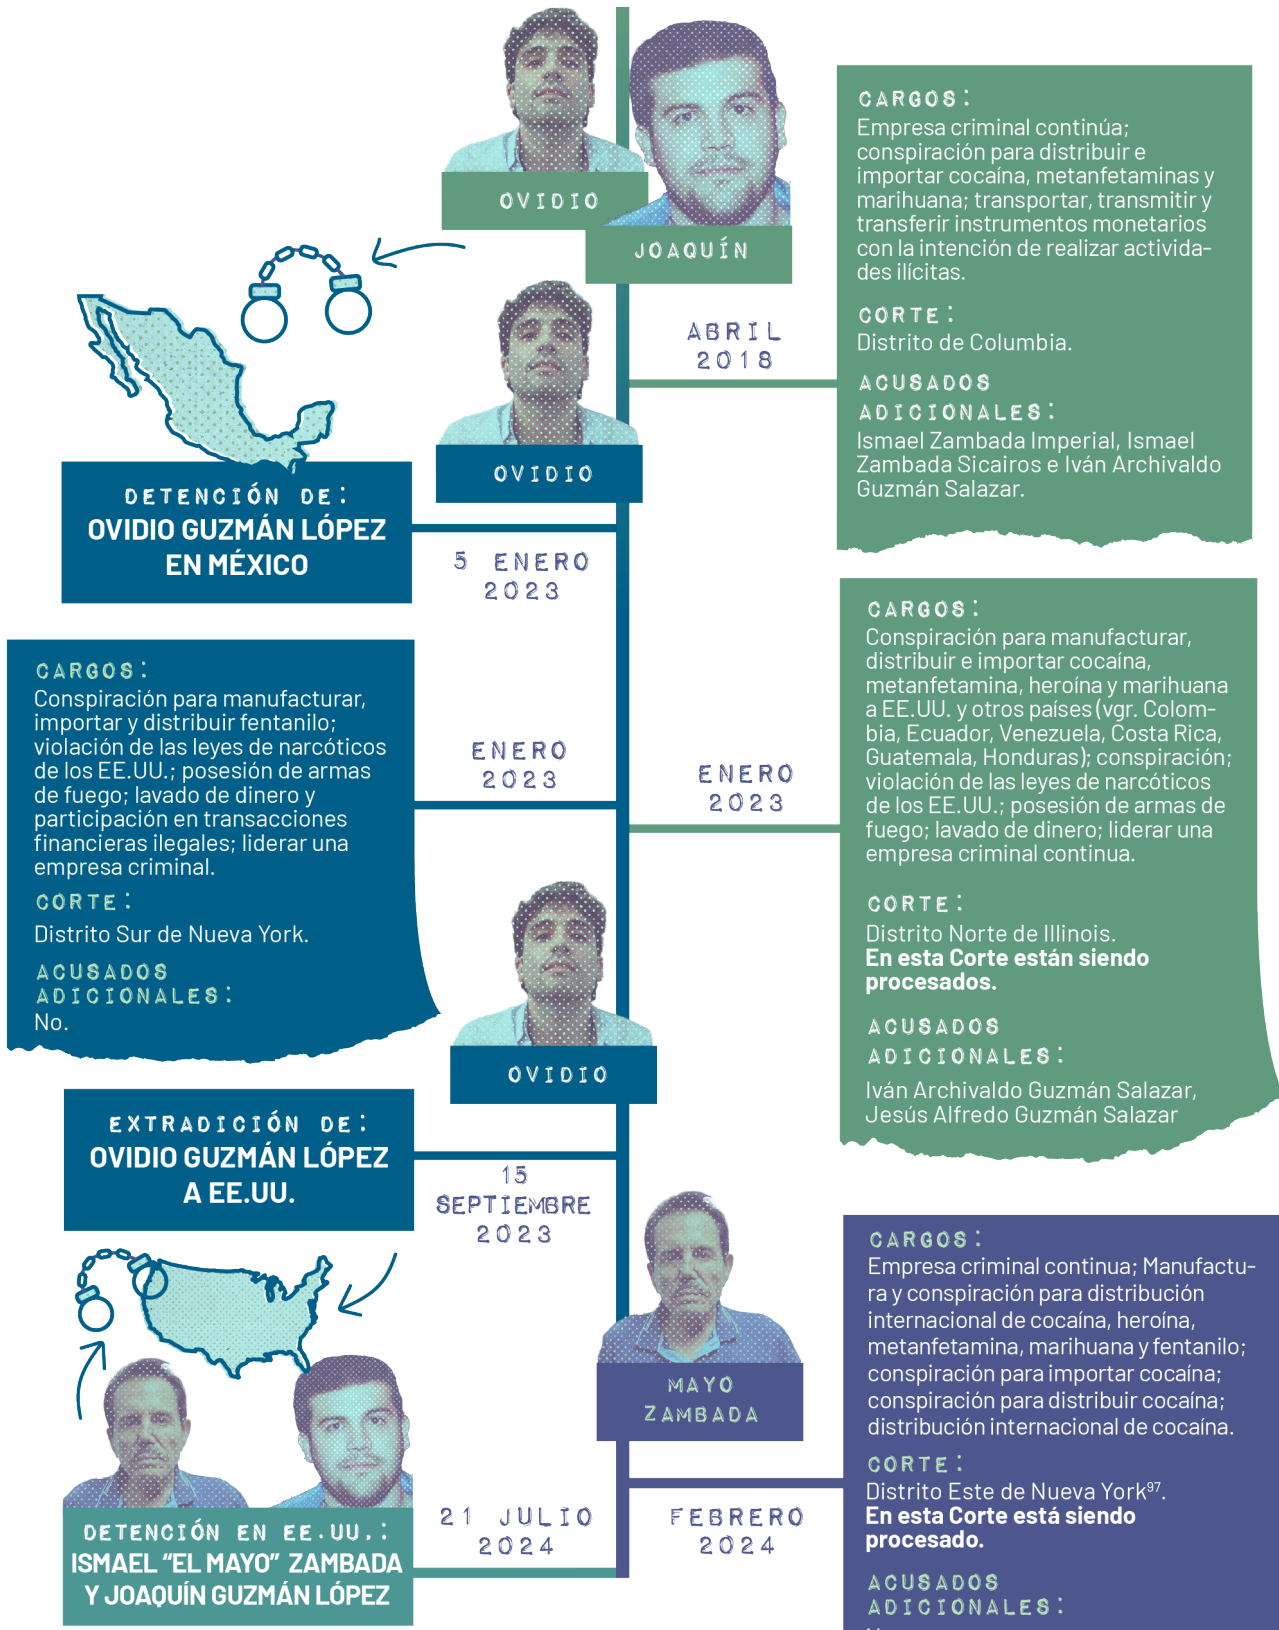 OVIDIO
JOAQUÍN
CARGOS:
Empresa criminal continúa;
conspiración para distribuir e
importar cocaína, metanfetaminas y
marihuana; transportar, transmitir y
transferir instrumentos monetarios
con la intención de realizar activida-
des ilícitas.
CORTE:
Distrito de Columbia.
ACUSADOS
ADICIONALES:
Ismael Zambada Imperial, Ismael
Zambada Sicairos e Iván Archivaldo
Guzmán Salazar.
ABRIL
2018
OVIDIO
DETENCIÓN DE:
OVIDIO GUZMÁN LÓPEZ
EN MÉXICO
5 ENERO
2023
CARGOS:
Conspiración para manufacturar,
importar y distribuir fentanilo;
violación de las leyes de narcóticos
de los EE.UU.; posesión de armas
de fuego; lavado de dinero y
participación en transacciones
financieras ilegales; liderar una
empresa criminal.
CORTE:
Distrito Sur de Nueva York.
ACUSADOS
ADICIONALES:
No.
ENERO
2023
ENERO
2023
CARGOS:
Conspiración para manufacturar,
distribuir e importar cocaína,
metanfetamina, heroína y marihuana
a EE.UU. y otros países (vgr. Colom-
bia, Ecuador, Venezuela, Costa Rica,
Guatemala, Honduras); conspiración;
violación de las leyes de narcóticos
de los EE.UU.; posesión de armas de
fuego; lavado de dinero; liderar una
empresa criminal continua.
CORTE:
Distrito Norte de Illinois.
En esta Corte están siendo
procesados.
ACUSADOS
ADICIONALES:
Iván Archivaldo Guzmán Salazar,
Jesús Alfredo Guzmán Salazar
OVIDIO
EXTRADICIÓN DE:
OVIDIO GUZMÁN LÓPEZ
A EE.UU.
15
SEPTIEMBRE
2023
MAYO
ZAMBADA
CARGOS:
Empresa criminal continua; Manufactu-
ra y conspiración para distribución
internacional de cocaína, heroína,
metanfetamina, marihuana y fentanilo;
conspiración para importar cocaína;
conspiración para distribuir cocaína;
distribución internacional de cocaína.
CORTE:
Distrito Este de Nueva York⁹⁷.
En esta Corte está siendo
procesado.
ACUSADOS
ADICIONALES:
FEBRERO
2024
21 JULIO
2024
DETENCIÓN EN EE.UU.:
ISMAEL “EL MAYO” ZAMBADA
Y JOAQUÍN GUZMÁN LÓPEZ